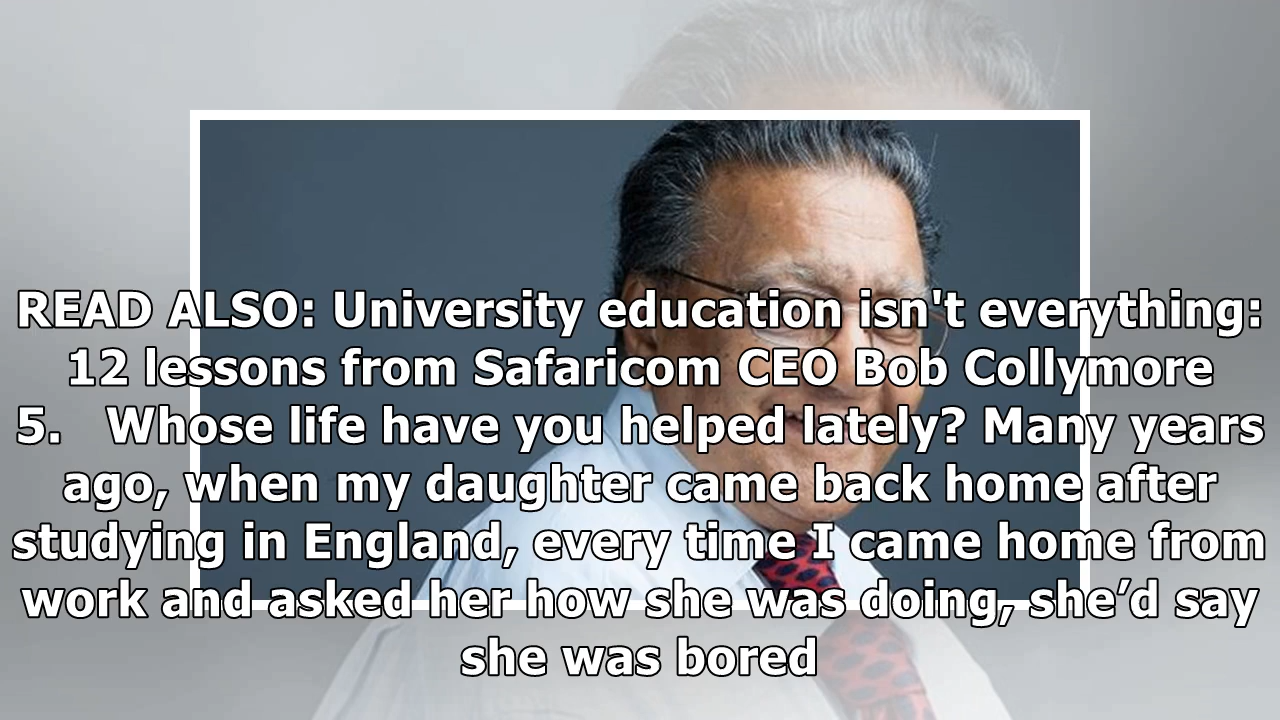 READ ALSO: University education isn't everything:
12 lessons from Safaricom CEO Bob Collymore
5.   Whose life have you helped lately? Many years
ago, when my daughter came back home after
studying in England, every time I came home from
work and asked her how she was doing, she’d say
she was bored